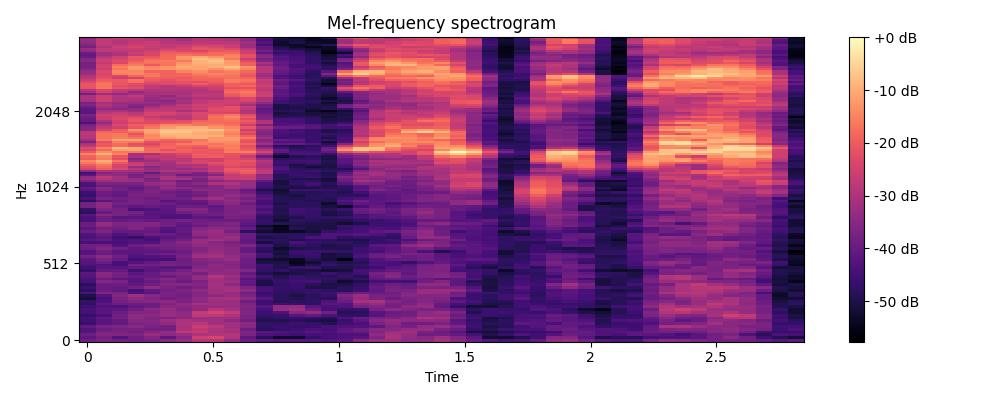 Mel-frequency spectrogram
Hz
2048
1024
512
0
0 0.5 1 1.5 2 2.5
Time
+0 dB
-10 dB
-20 dB
-30 dB
-40 dB
-50 dB